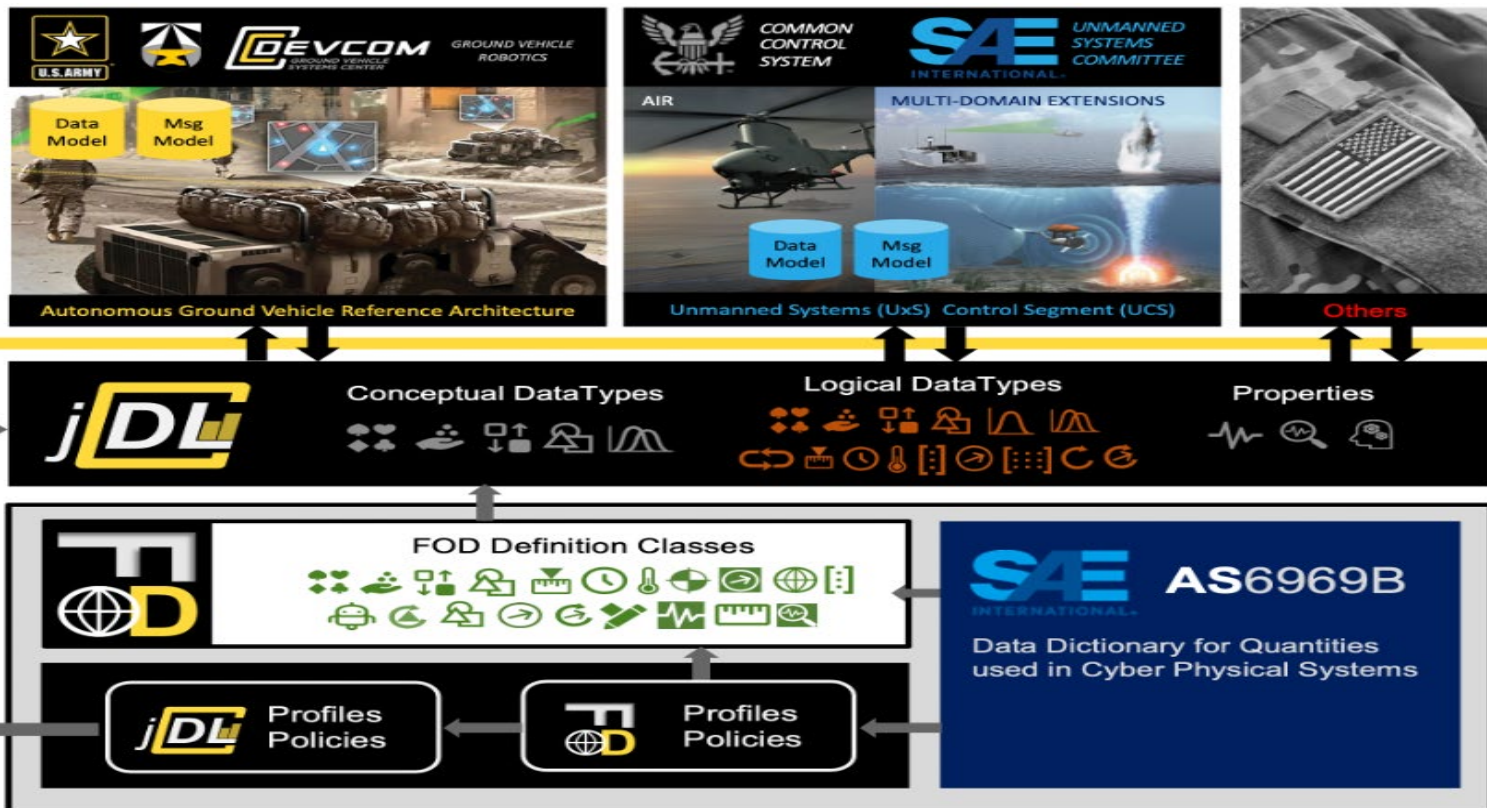 U.S.ARMY
DEVCOM
GROUND VEHICLE
SYSTEMS CENTER
GROUND VEHICLE
ROBOTICS
Data
Model
Msg
Model
Autonomous Ground Vehicle Reference Architecture
COMMON
CONTROL
SYSTEM
SAE
INTERNATIONAL®
UNMANNED
SYSTEMS
COMMITTEE
AIR
MULTI-DOMAIN EXTENSIONS
Data
Model
Msg
Model
Unmanned Systems (UxS) Control Segment (UCS)
Others
jDL
Conceptual DataTypes
Logical DataTypes
Properties
FOD
FOD Definition Classes
SAE
INTERNATIONAL®
AS6969B
Data Dictionary for Quantities
used in Cyber Physical Systems
jDL
Profiles
Policies
FOD
Profiles
Policies